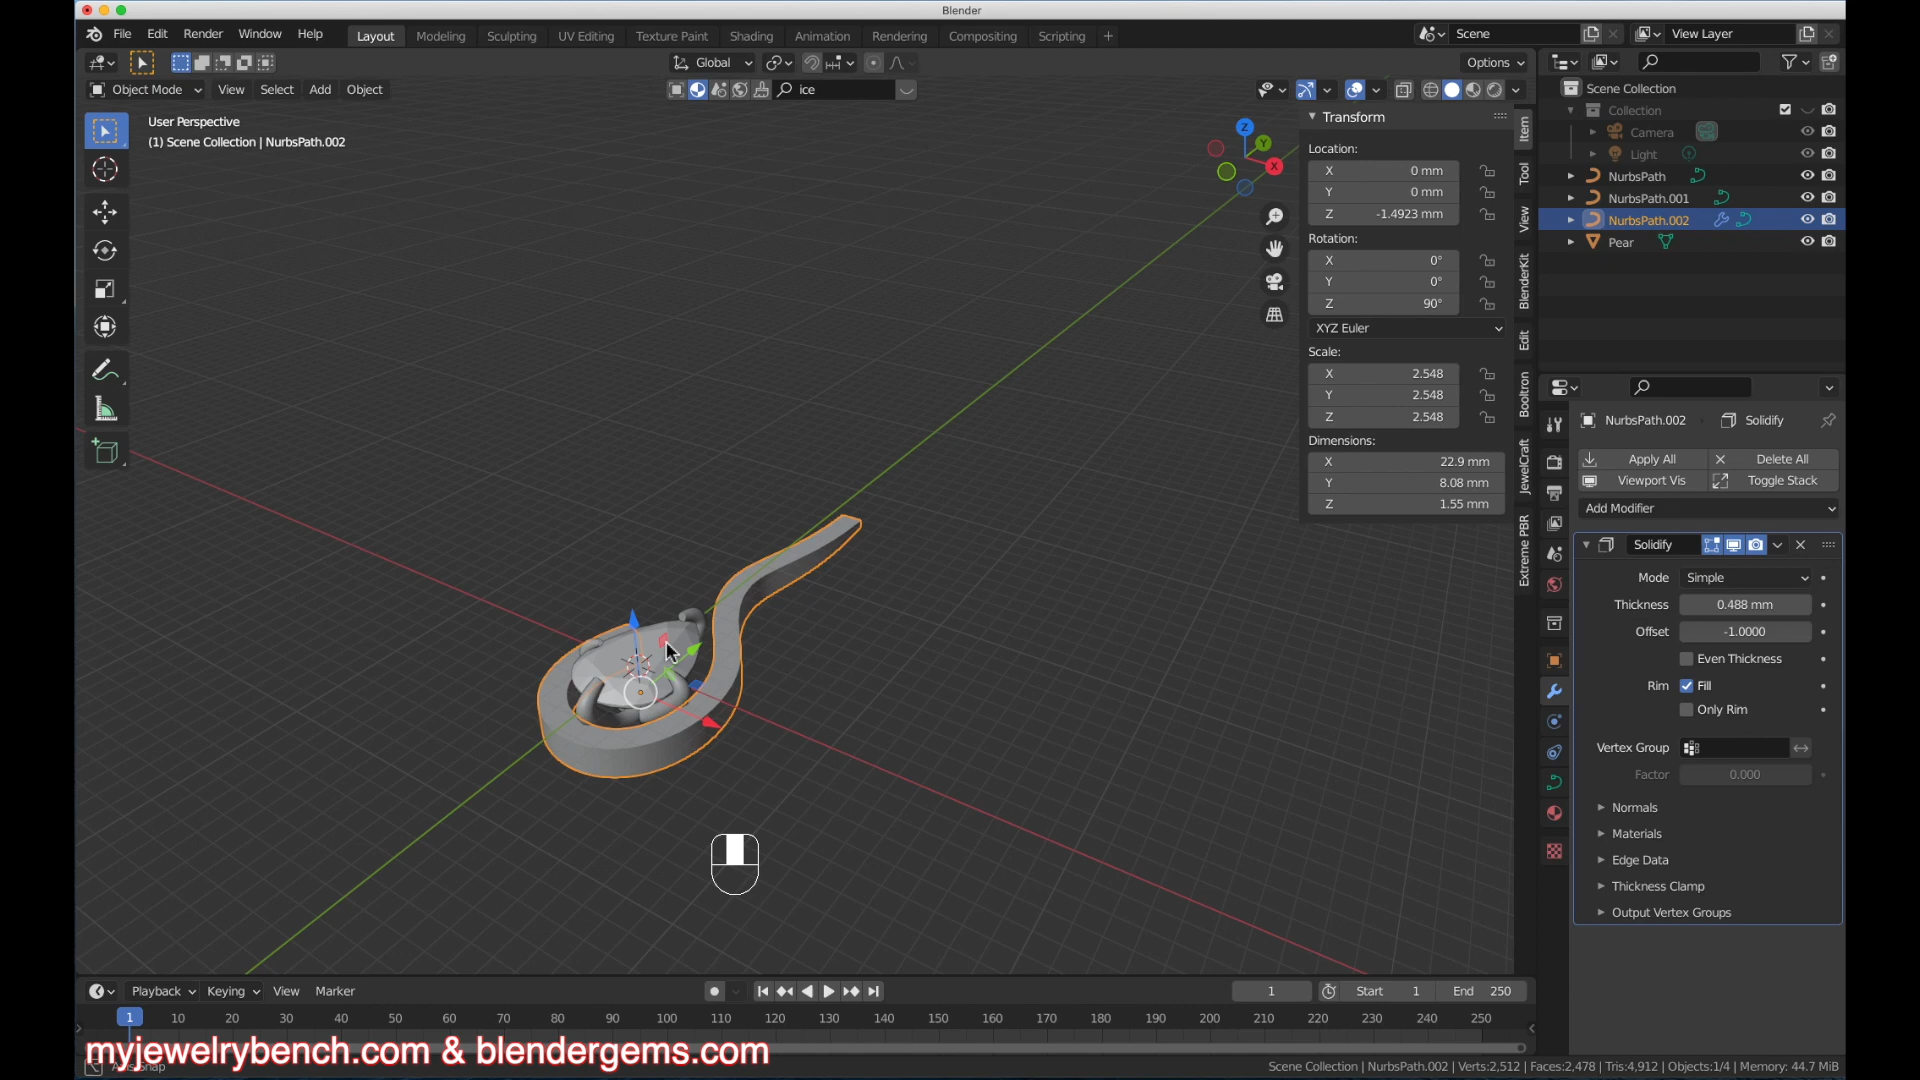 Blender
File Edit Render Window Help Layout Modeling Sculpting UV Editing Texture Paint Shading Animation Rendering Compositing Scripting + Scene View Layer
Global Options
Object Mode View Select Add Object ice
User Perspective
(1) Scene Collection | NurbsPath.002
Z
Y
X
Transform
Location:
X 0 mm
Y 0 mm
Z -1.4923 mm
Rotation:
X 0°
Y 0°
Z 90°
XYZ Euler
Scale:
X 2.548
Y 2.548
Z 2.548
Dimensions:
X 22.9 mm
Y 8.08 mm
Z 1.55 mm
Item
Tool
View
BlenderKit
Edit
Booltron
JewelCraft
Extreme PBR
Scene Collection
Collection
Camera
Light
NurbsPath
NurbsPath.001
NurbsPath.002
Pear
NurbsPath.002 Solidify
Apply All Delete All
Viewport Vis Toggle Stack
Add Modifier
Solidify
Mode Simple
Thickness 0.488 mm
Offset -1.0000
Even Thickness
Rim Fill
Only Rim
Vertex Group
Factor 0.000
Normals
Materials
Edge Data
Thickness Clamp
Output Vertex Groups
Playback Keying View Marker 1 Start 1 End 250
1 10 20 30 40 50 60 70 80 90 100 110 120 130 140 150 160 170 180 190 200 210 220 230 240 250
myjewelrybench.com & blendergems.com
Scene Collection | NurbsPath.002 | Verts:2,512 | Faces:2,478 | Tris:4,912 | Objects:1/4 | Memory: 44.7 MiB